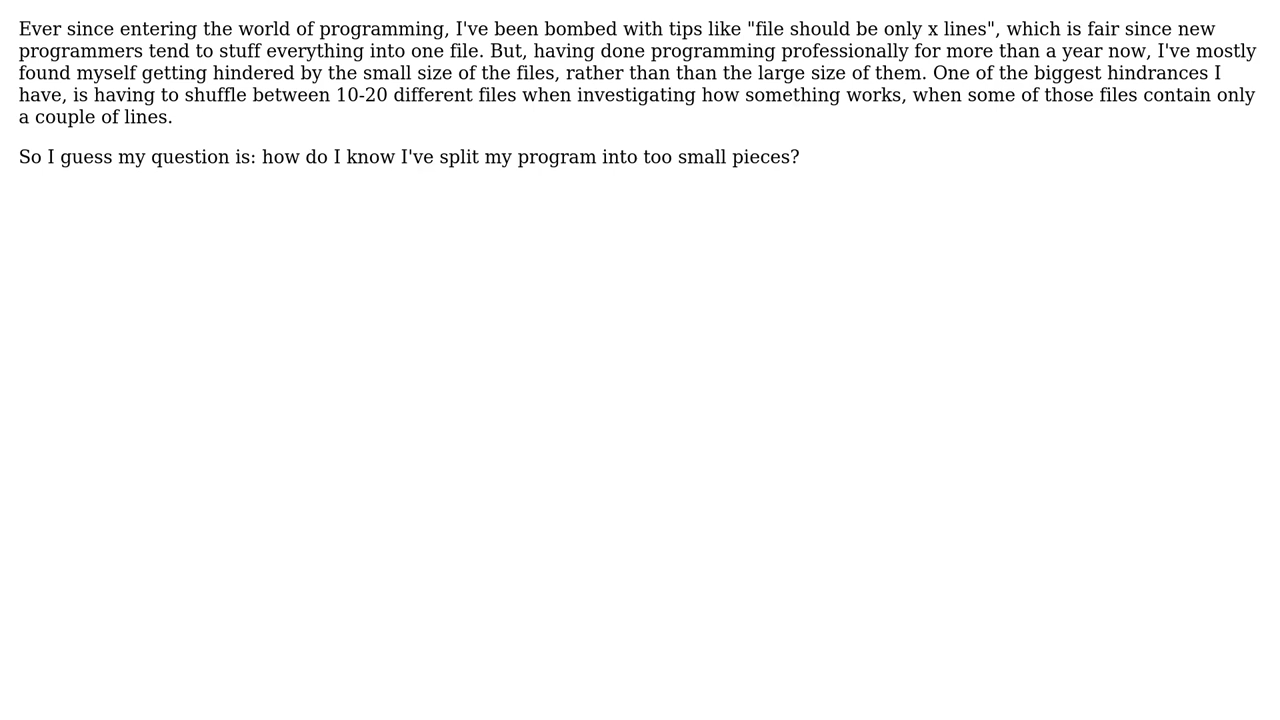 Ever since entering the world of programming, I've been bombed with tips like "file should be only x lines", which is fair since new
programmers tend to stuff everything into one file. But, having done programming professionally for more than a year now, I've mostly
found myself getting hindered by the small size of the files, rather than than the large size of them. One of the biggest hindrances I
have, is having to shuffle between 10-20 different files when investigating how something works, when some of those files contain only
a couple of lines.
So I guess my question is: how do I know I've split my program into too small pieces?